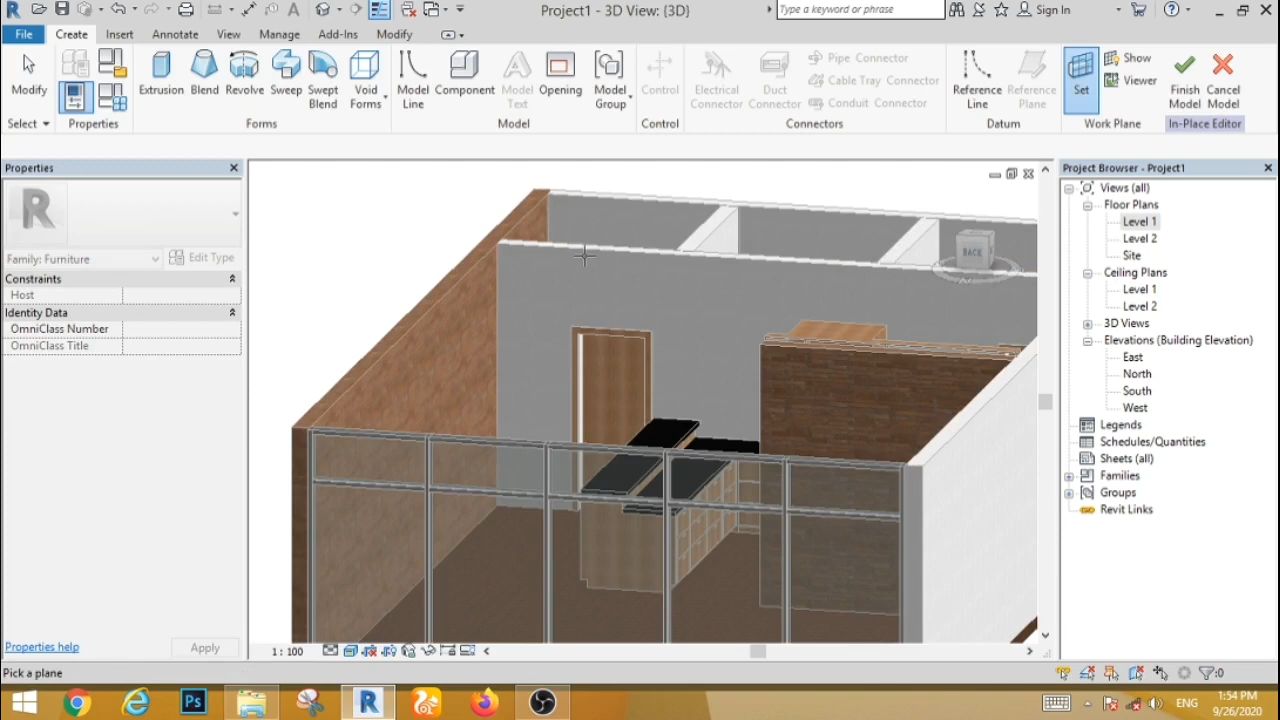 Project1 - 3D View: {3D}
Type a keyword or phrase
Sign In
File
Create
Insert
Annotate
View
Manage
Add-Ins
Modify
Modify
Extrusion
Blend
Revolve
Sweep
Swept Blend
Void Forms
Model Line
Component
Model Text
Opening
Model Group
Control
Electrical Connector
Duct Connector
Pipe Connector
Cable Tray Connector
Conduit Connector
Reference Line
Reference Plane
Set
Show
Viewer
Finish Model
Cancel Model
Select
Properties
Forms
Model
Control
Connectors
Datum
Work Plane
In-Place Editor
Properties
R
Family: Furniture
Edit Type
Constraints
Host
Identity Data
OmniClass Number
OmniClass Title
Properties help
Apply
BACK
1 : 100
Project Browser - Project1
Views (all)
Floor Plans
Level 1
Level 2
Site
Ceiling Plans
Level 1
Level 2
3D Views
Elevations (Building Elevation)
East
North
South
West
Legends
Schedules/Quantities
Sheets (all)
Families
Groups
Revit Links
Pick a plane
:0
Ps
R
ENG
1:54 PM
9/26/2020